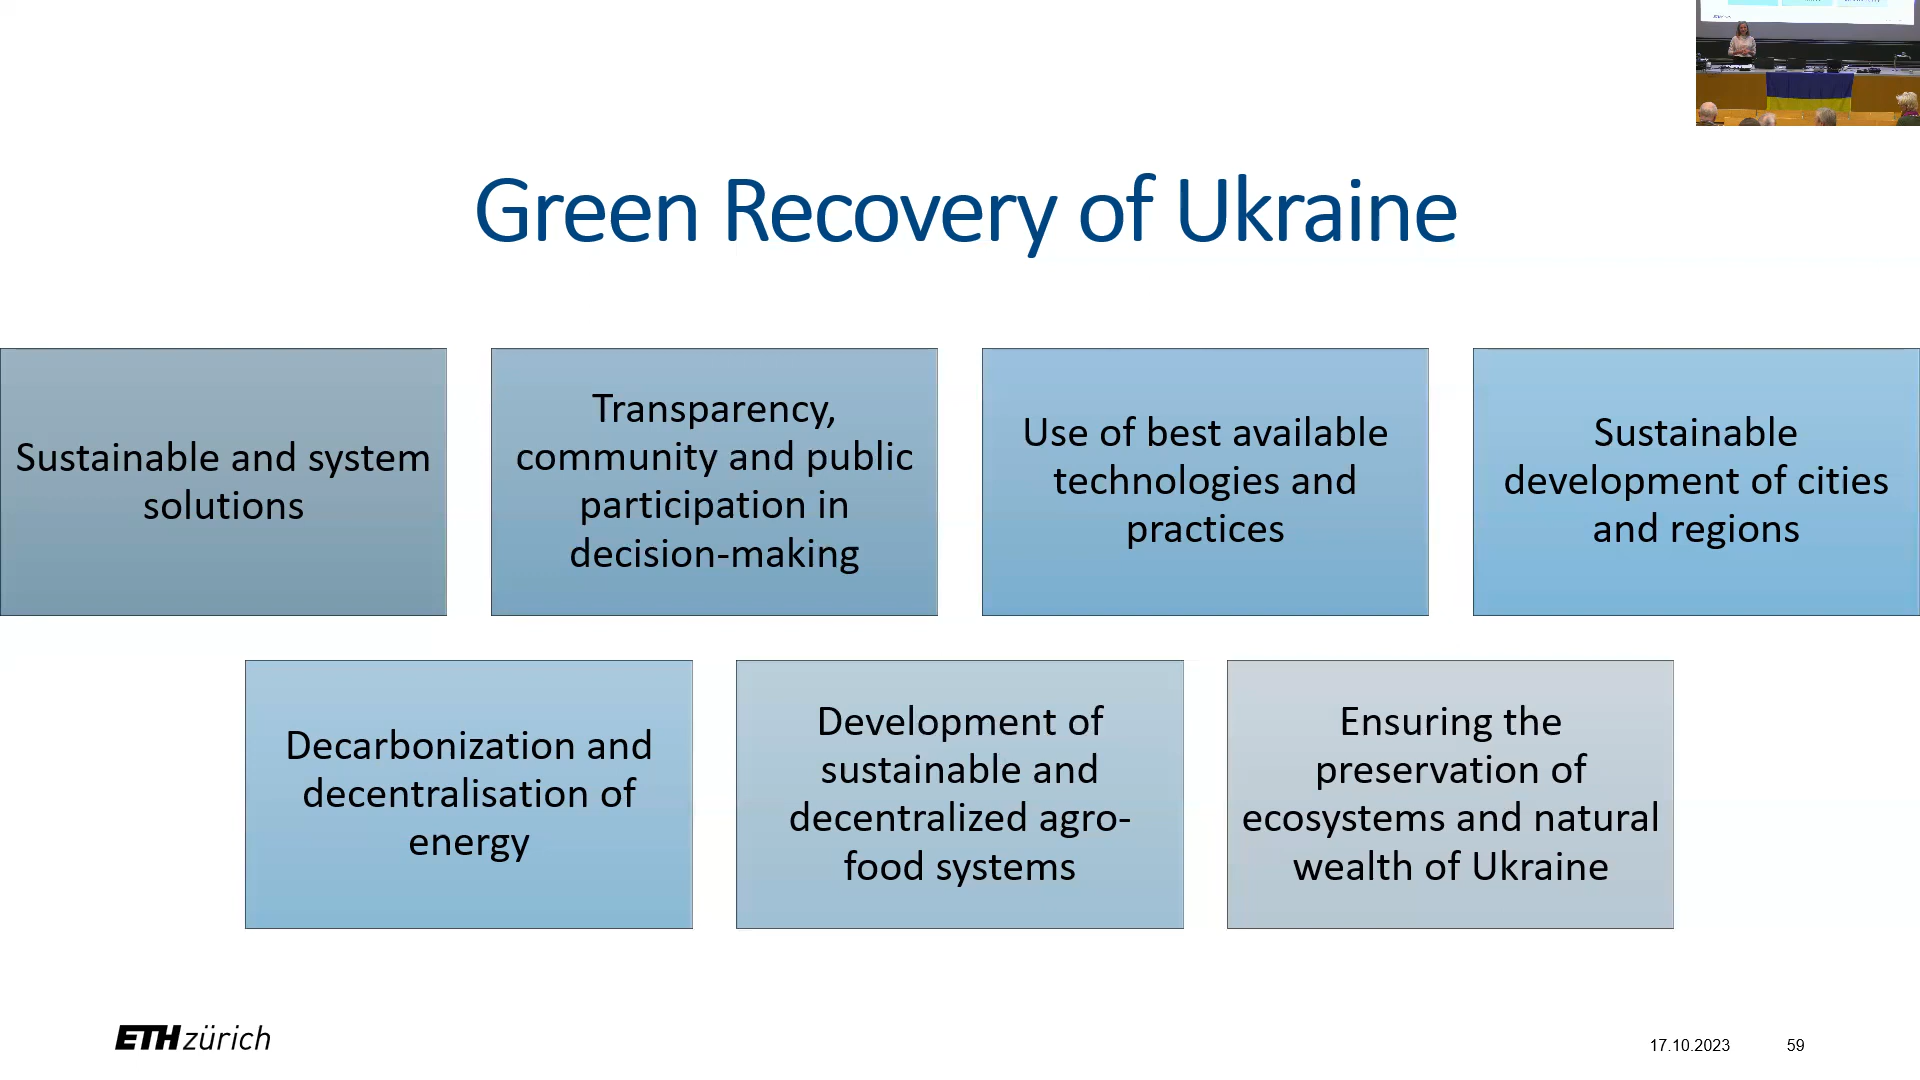 Green Recovery of Ukraine
Sustainable and system
solutions
Transparency,
community and public
participation in
decision-making
Use of best available
technologies and
practices
Sustainable
development of cities
and regions
Decarbonization and
decentralisation of
energy
Development of
sustainable and
decentralized agro-
food systems
Ensuring the
preservation of
ecosystems and natural
wealth of Ukraine
ETH zürich
17.10.2023 59